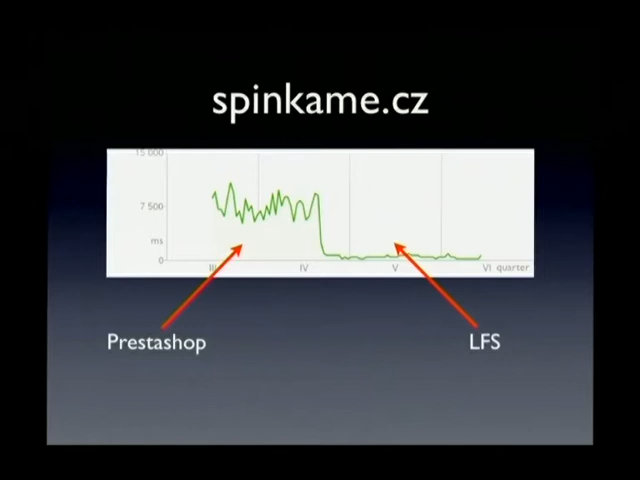 spinkame.cz
15 000
7 500
ms
0
III
IV
V
VI quarter
Prestashop
LFS